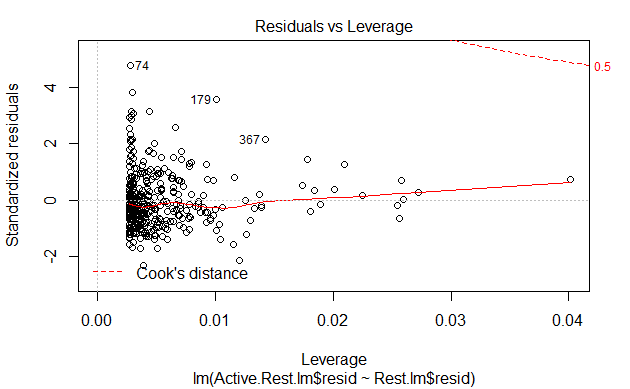 Residuals vs Leverage
Standardized residuals
4
2
0
-2
74
179
367
0.5
Cook's distance
0.00
0.01
0.02
0.03
0.04
Leverage
lm(Active.Rest.lm$resid ~ Rest.lm$resid)